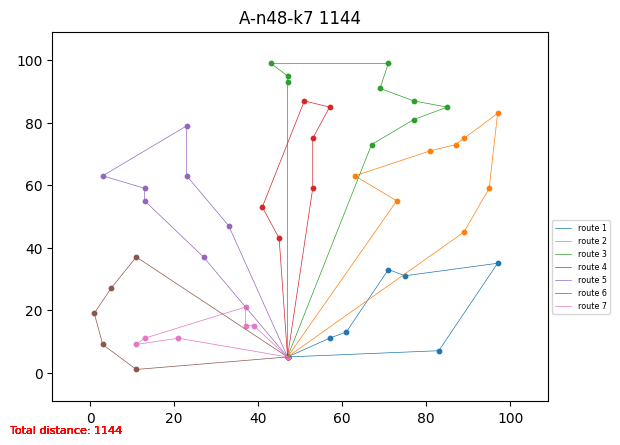 A-n48-k7 1144
100
80
60
40
20
0
0 20 40 60 80 100
route 1
route 2
route 3
route 4
route 5
route 6
route 7
Total distance: 1144